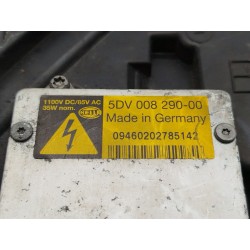 1100V DC/85V AC
35W nom.
HELLA
5DV 008 290-00
Made in Germany
09460202785142